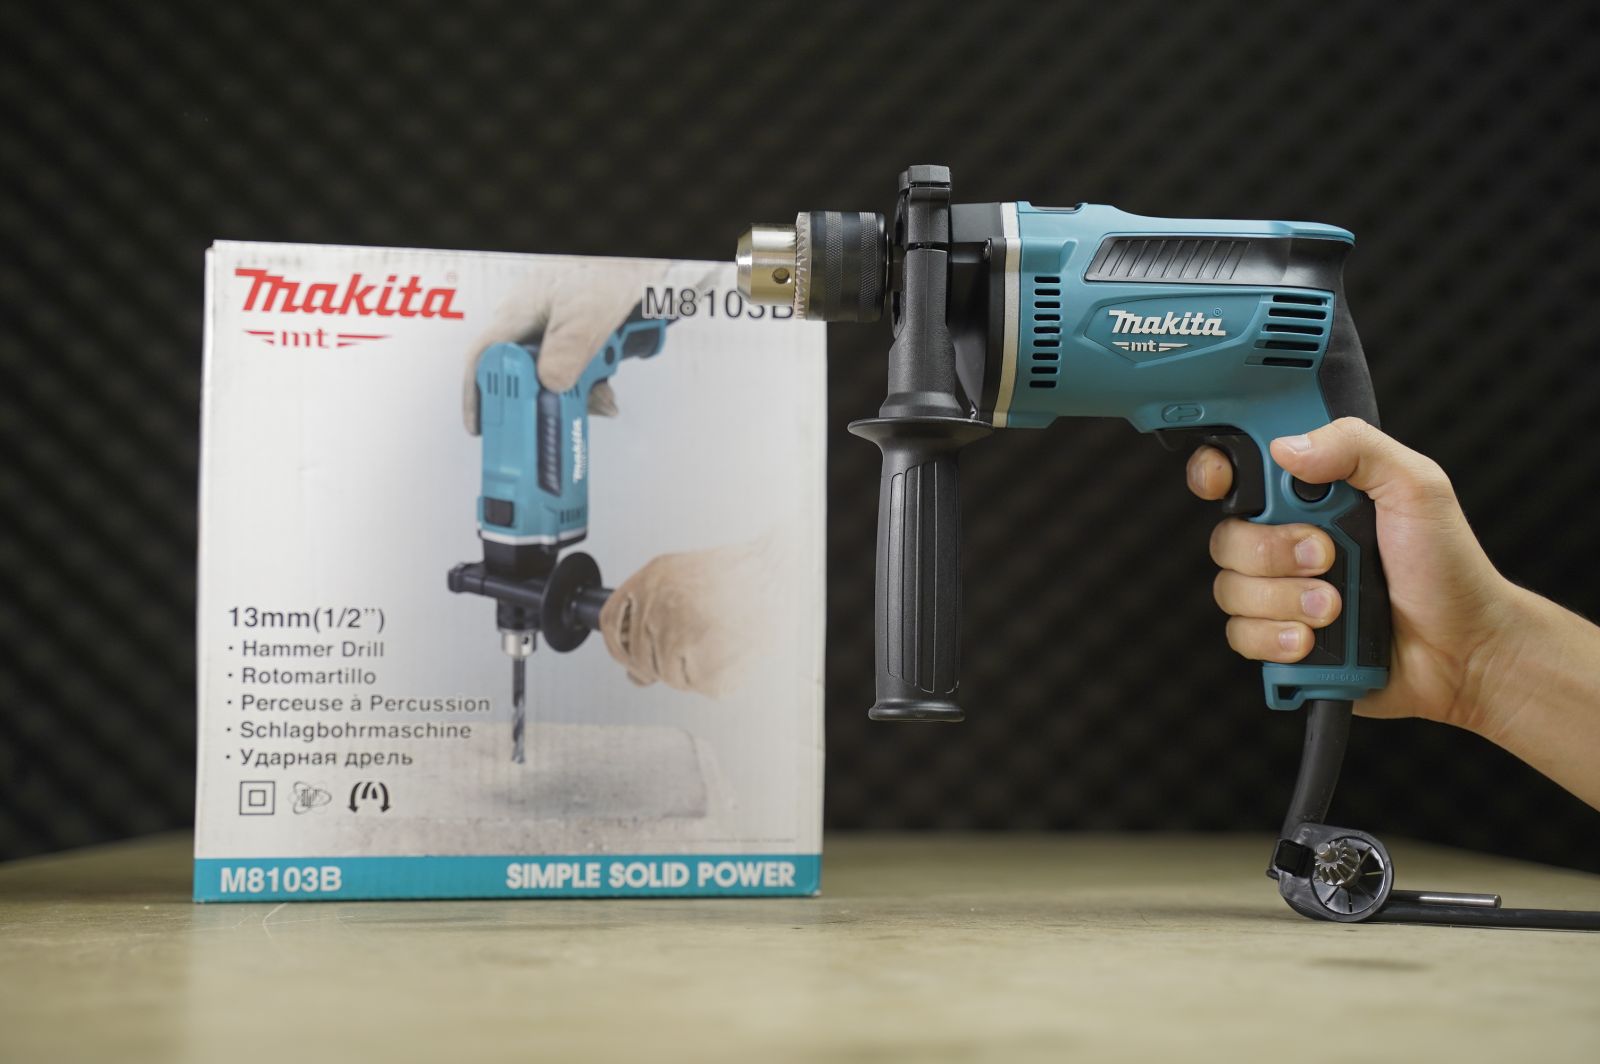 Makita®
mt
M8103B
Makita
13mm(1/2")
· Hammer Drill
· Rotomartillo
· Perceuse à Percussion
· Schlagbohrmaschine
· Ударная дрель
M8103B
SIMPLE SOLID POWER
Makita®
mt